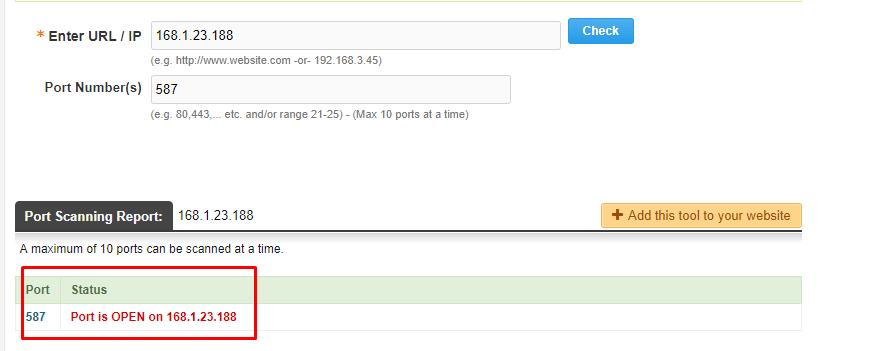 * Enter URL / IP 168.1.23.188 Check
(e.g. http://www.website.com -or- 192.168.3.45)
Port Number(s) 587
(e.g. 80,443,... etc. and/or range 21-25) - (Max 10 ports at a time)
Port Scanning Report: 168.1.23.188 + Add this tool to your website
A maximum of 10 ports can be scanned at a time.
Port Status
587 Port is OPEN on 168.1.23.188